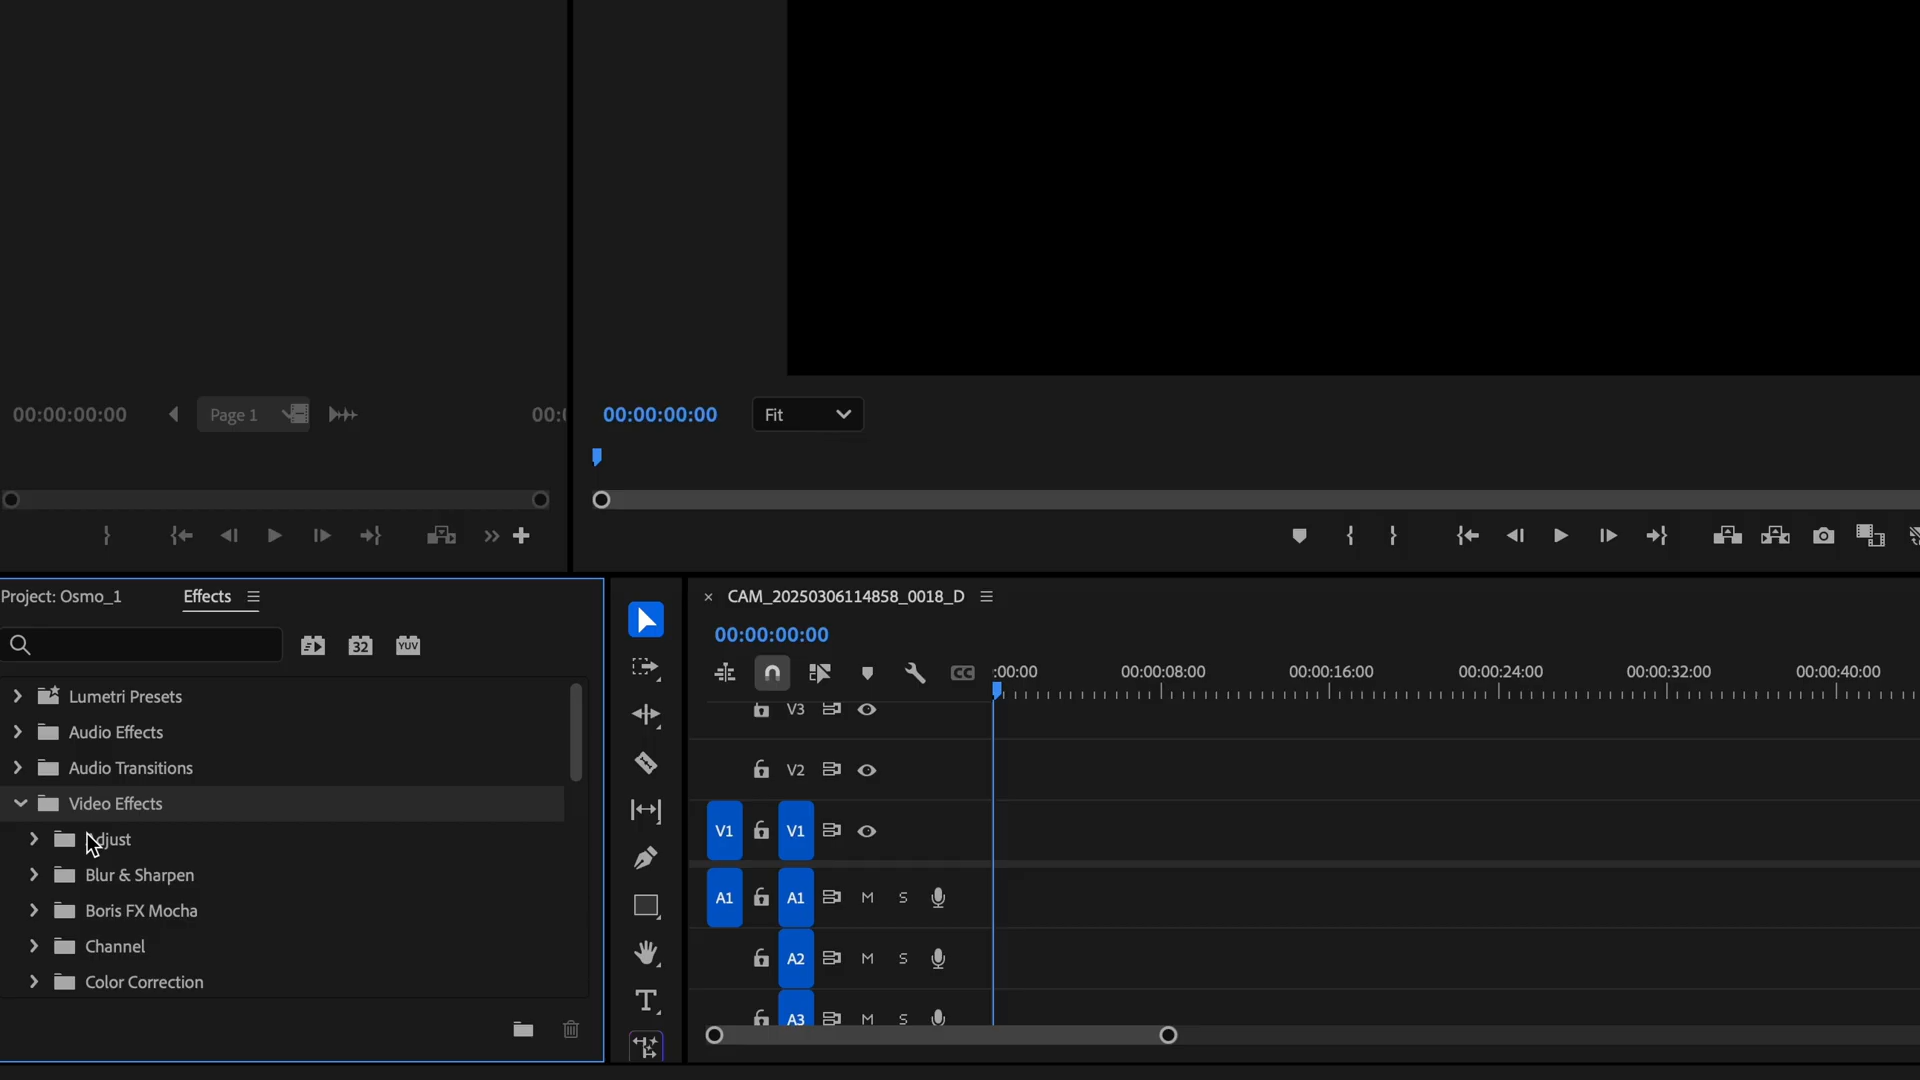 00:00:00:00 Page 1 00:0
00:00:00:00 Fit
Project: Osmo_1 Effects
32 YUV
Lumetri Presets
Audio Effects
Audio Transitions
Video Effects
Adjust
Blur & Sharpen
Boris FX Mocha
Channel
Color Correction
T
CAM_20250306114858_0018_D
00:00:00:00
CC :00:00 00:00:08:00 00:00:16:00 00:00:24:00 00:00:32:00 00:00:40:00
V3
V2
V1 V1
A1 A1 M S
A2 M S
A3 M S